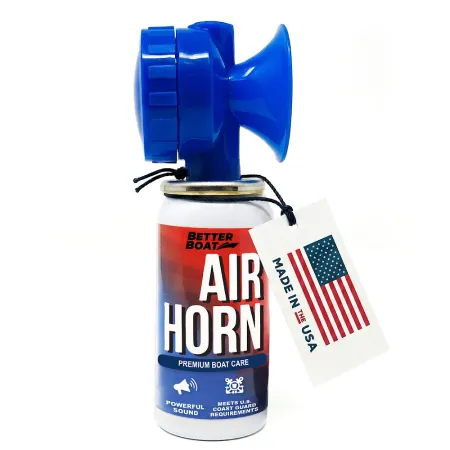 BETTER
BOAT
AIR
HORN
PREMIUM BOAT CARE
POWERFUL
SOUND
MEETS U.S.
COAST GUARD
REQUIREMENTS
MADE IN THE USA